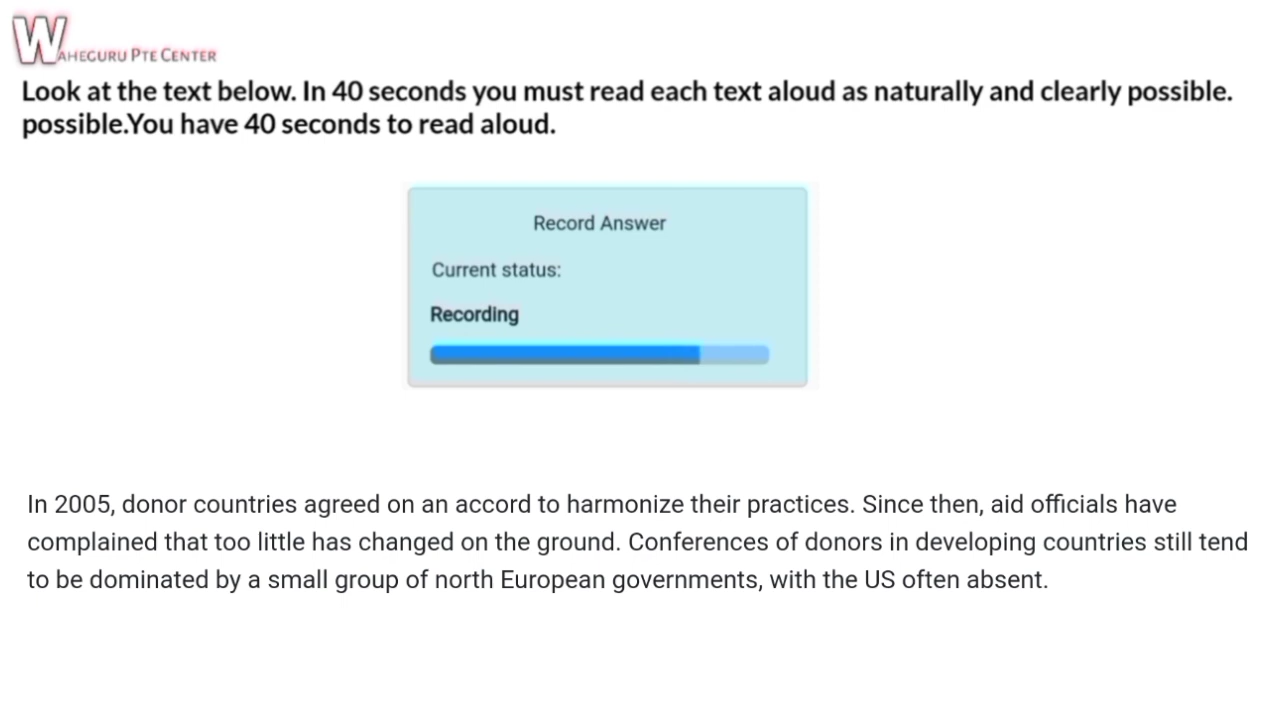 WAHEGURU PTE CENTER
Look at the text below. In 40 seconds you must read each text aloud as naturally and clearly possible.
possible.You have 40 seconds to read aloud.
Record Answer
Current status:
Recording
In 2005, donor countries agreed on an accord to harmonize their practices. Since then, aid officials have
complained that too little has changed on the ground. Conferences of donors in developing countries still tend
to be dominated by a small group of north European governments, with the US often absent.